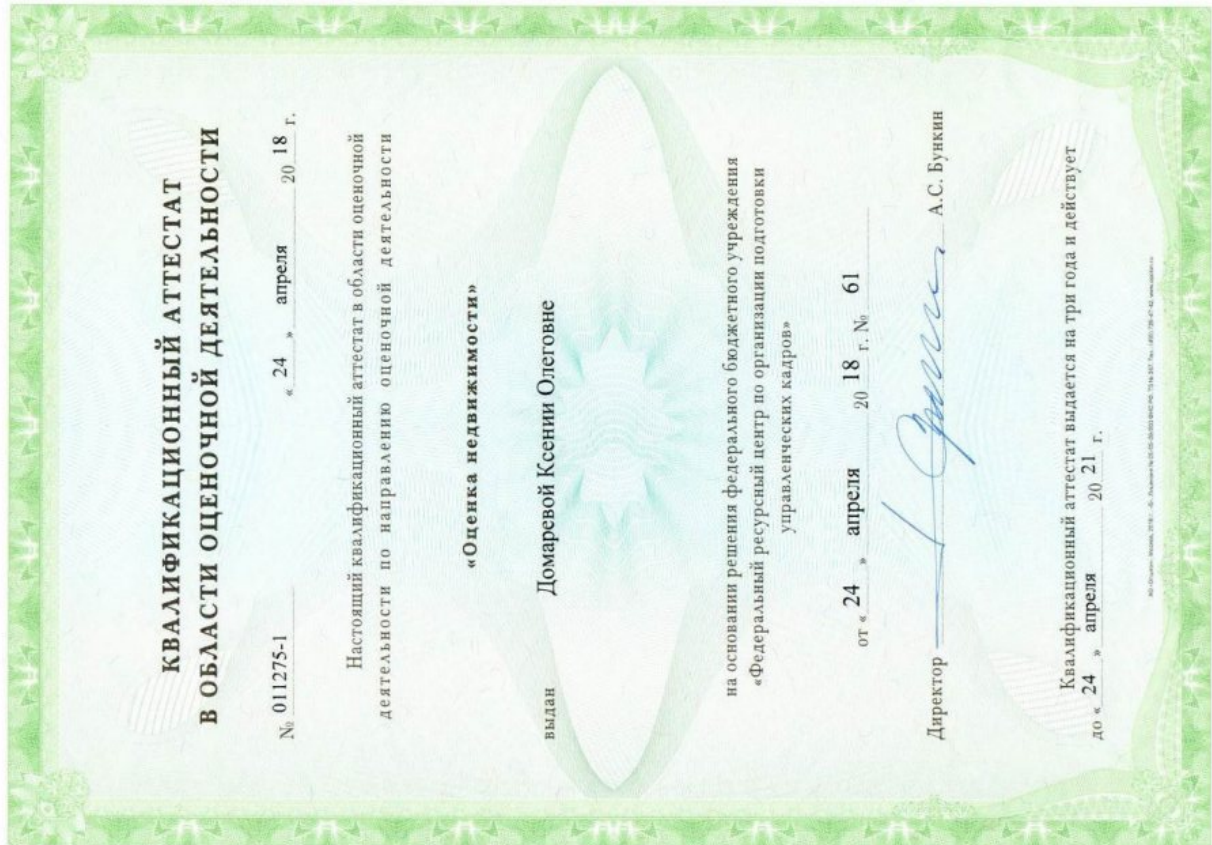 КВАЛИФИКАЦИОННЫЙ АТТЕСТАТ
В ОБЛАСТИ ОЦЕНОЧНОЙ ДЕЯТЕЛЬНОСТИ
№ 011275-1 « 24 » апреля 20 18 г.
Настоящий квалификационный аттестат в области оценочной
деятельности по направлению оценочной деятельности
«Оценка недвижимости»
выдан Домаревой Ксении Олеговне
на основании решения федерального бюджетного учреждения
«Федеральный ресурсный центр по организации подготовки
управленческих кадров»
от « 24 » апреля 20 18 г. № 61
Директор А.С. Бункин
Квалификационный аттестат выдается на три года и действует
до « 24 » апреля 20 21 г.